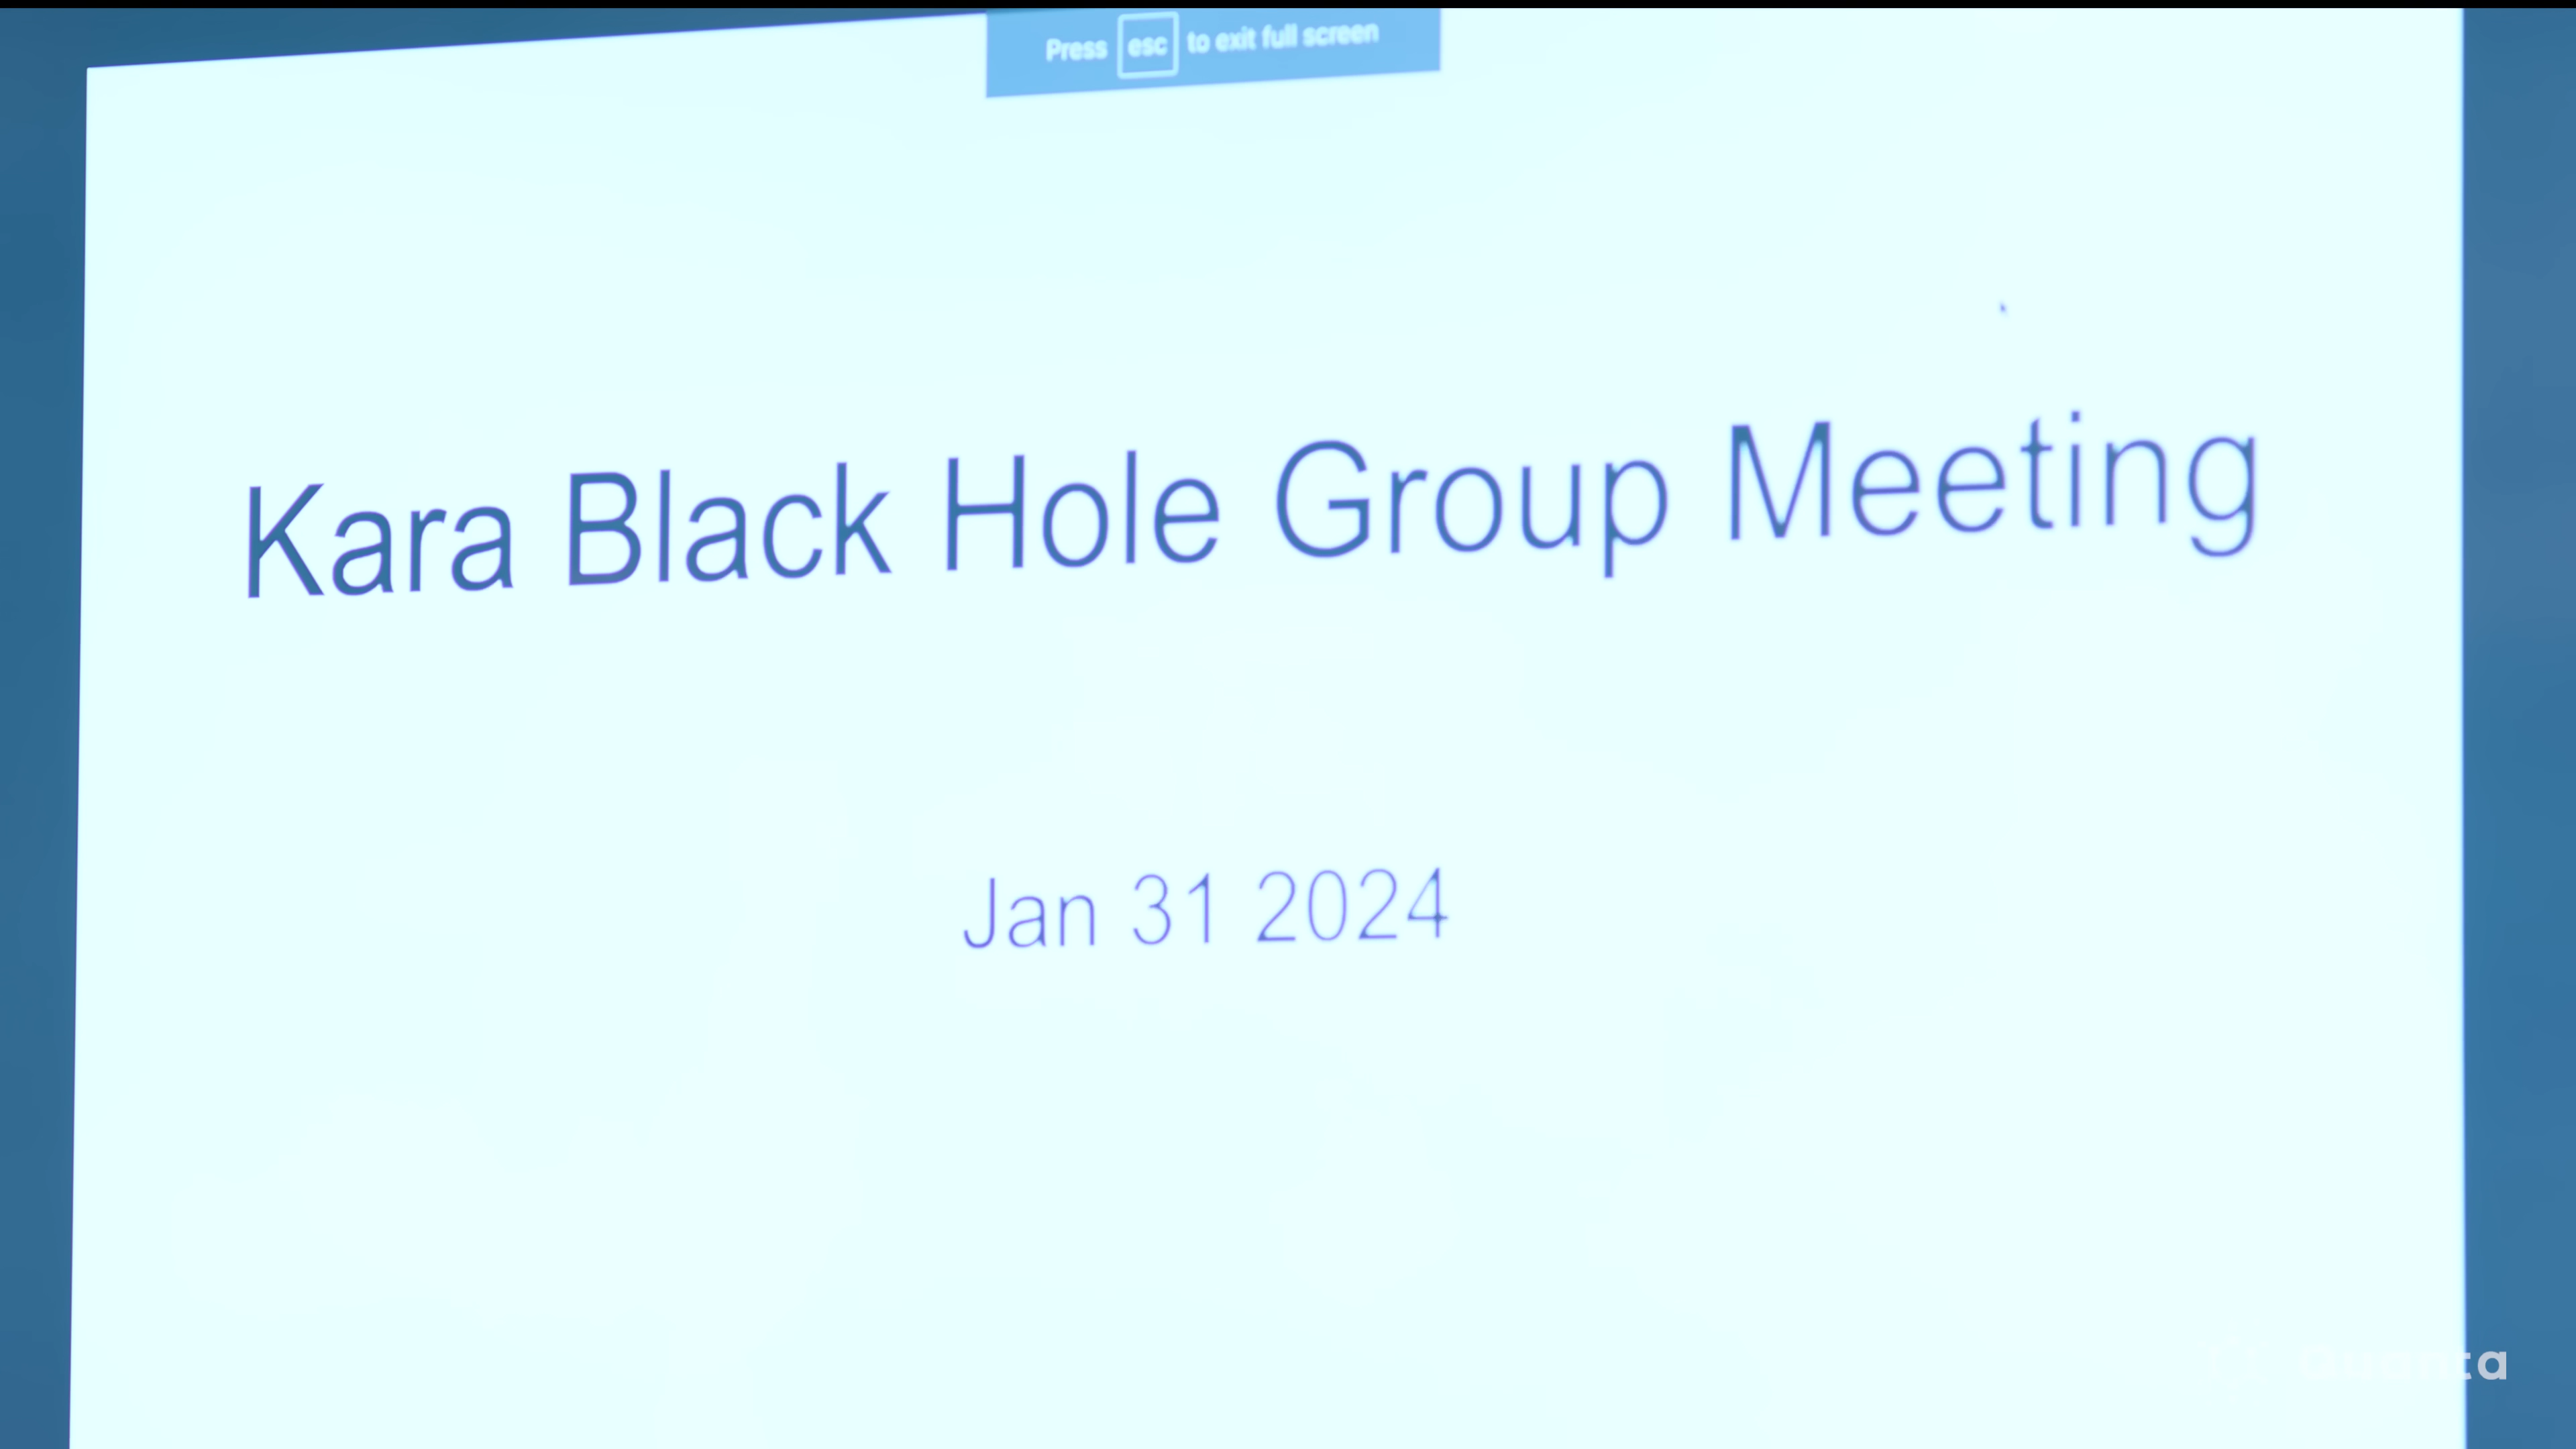 Press esc to exit full screen
Kara Black Hole Group Meeting
Jan 31 2024